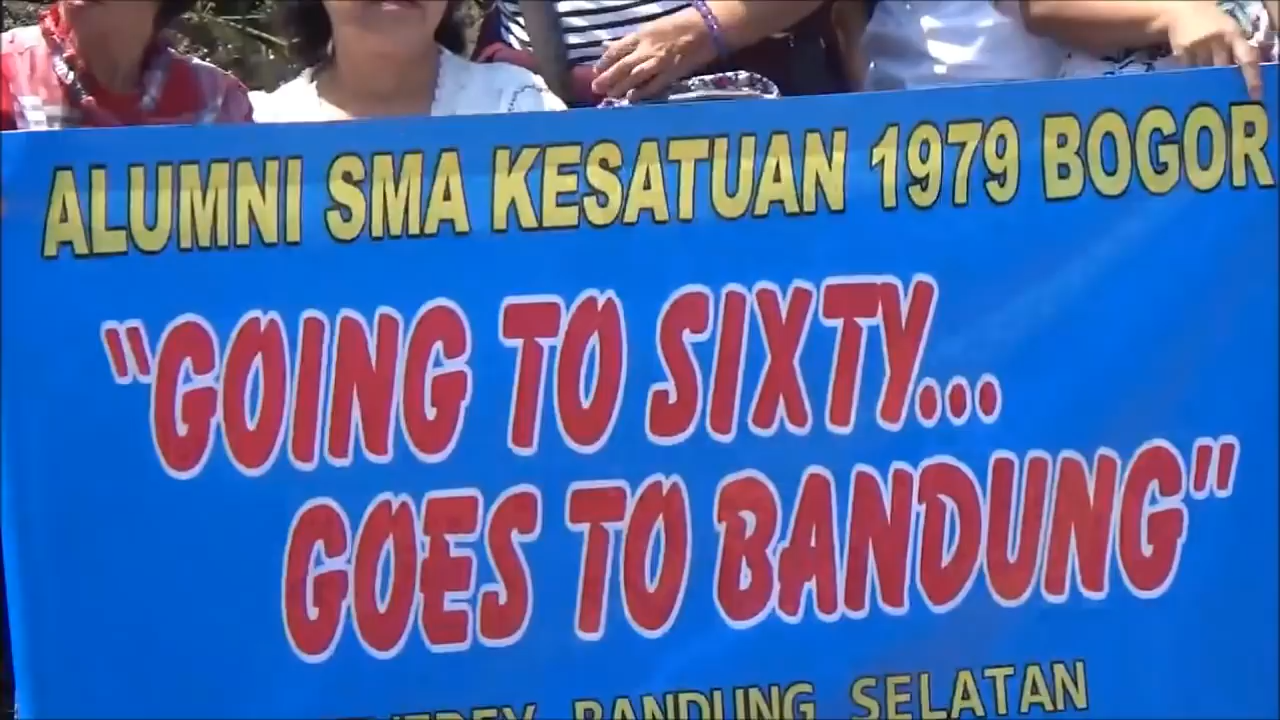 ALUMNI SMA KESATUAN 1979 BOGOR
"GOING TO SIXTY...
GOES TO BANDUNG"
BANDUNG SELATAN